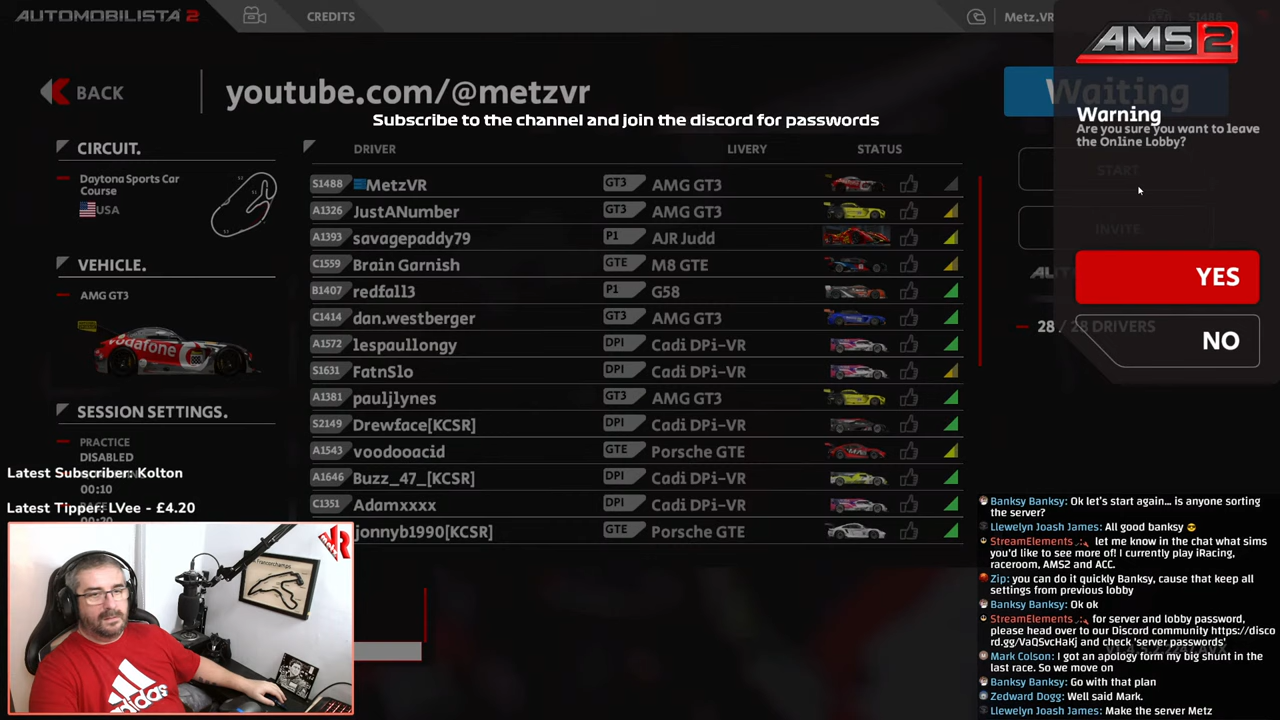 AUTOMOBILISTA 2
CREDITS
Metz.VR
S1488
BACK
youtube.com/@metzvr
Waiting
Subscribe to the channel and join the discord for passwords
AMS 2
Warning
Are you sure you want to leave
the Online Lobby?
START
INVITE
YES
NO
28 / 28 DRIVERS
CIRCUIT.
Daytona Sports Car
Course
USA
VEHICLE.
AMG GT3
vodafone
SESSION SETTINGS.
PRACTICE
DISABLED
00:10
DRIVER LIVERY STATUS
S1488 MetzVR GT3 AMG GT3
A1326 JustANumber GT3 AMG GT3
A1393 savagepaddy79 P1 AJR Judd
C1559 Brain Garnish GTE M8 GTE
B1407 redfall3 P1 G58
C1414 dan.westberger GT3 AMG GT3
A1572 lespaullongy DPI Cadi DPi-VR
S1631 FatnSlo DPI Cadi DPi-VR
A1381 pauljlynes GT3 AMG GT3
S2149 Drewface[KCSR] DPI Cadi DPi-VR
A1543 voodooacid GTE Porsche GTE
A1646 Buzz_47_[KCSR] DPI Cadi DPi-VR
C1351 Adamxxxx DPI Cadi DPi-VR
jonnyb1990[KCSR] GTE Porsche GTE
Latest Subscriber: Kolton
Latest Tipper: LVee - £4.20
adidas
Banksy Banksy: Ok let's start again... is anyone sorting
the server?
Llewelyn Joash James: All good banksy 😎
StreamElements: let me know in the chat what sims
you'd like to see more of! I currently play iRacing,
raceroom, AMS2 and ACC.
Zip: you can do it quickly Banksy, cause that keep all
settings from previous lobby
Banksy Banksy: Ok ok
StreamElements: for server and lobby password,
please head over to our Discord community https://disco
rd.gg/VaQSvcHaKj and check 'server passwords'
Mark Colson: I got an apology form my big shunt in the
last race. So we move on
Banksy Banksy: Go with that plan
Zedward Dogg: Well said Mark.
Llewelyn Joash James: Make the server Metz